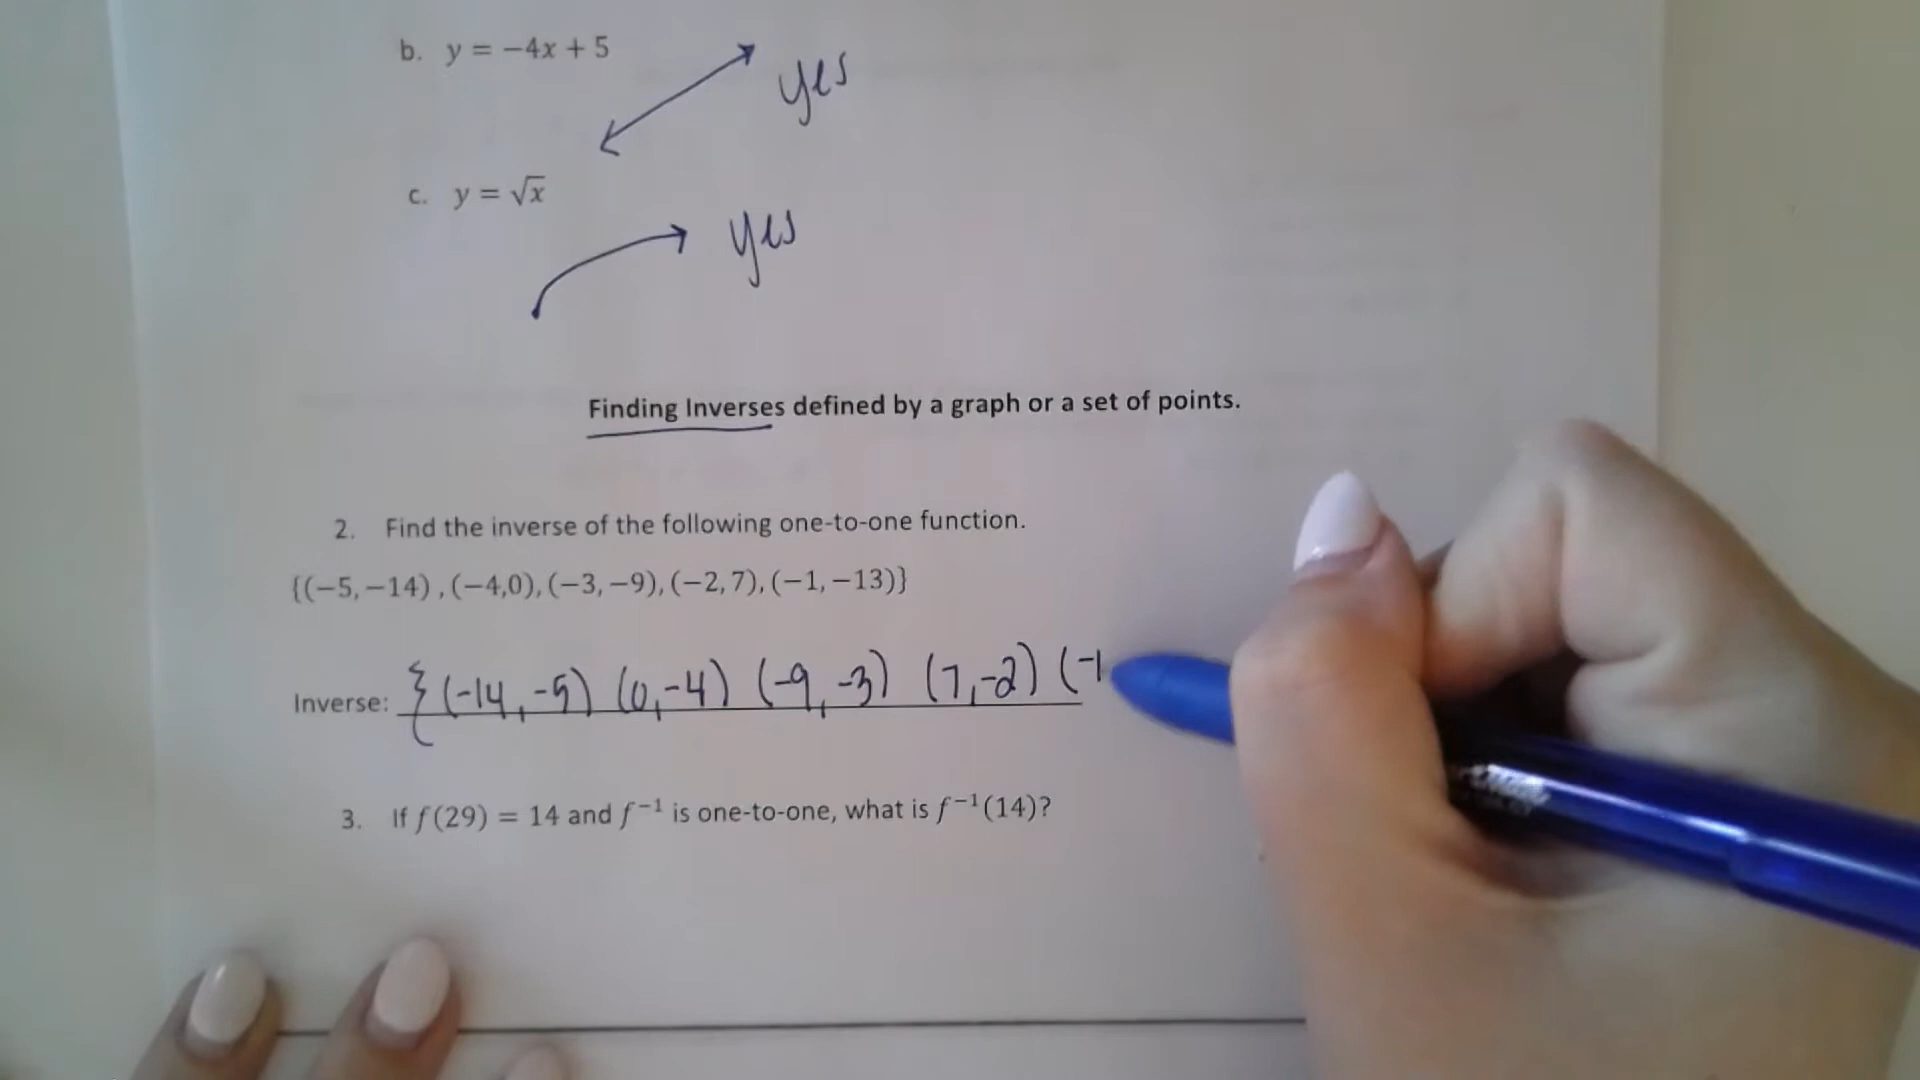 b. y = −4x + 5 yes
c. y = √x yes
Finding Inverses defined by a graph or a set of points.
2. Find the inverse of the following one-to-one function.
{(−5, −14) , (−4,0), (−3, −9), (−2, 7), (−1, −13)}
Inverse: {(-14, -5) (0, -4) (-9, -3) (7, -2) (-1
3. If f(29) = 14 and f⁻¹ is one-to-one, what is f⁻¹(14)?